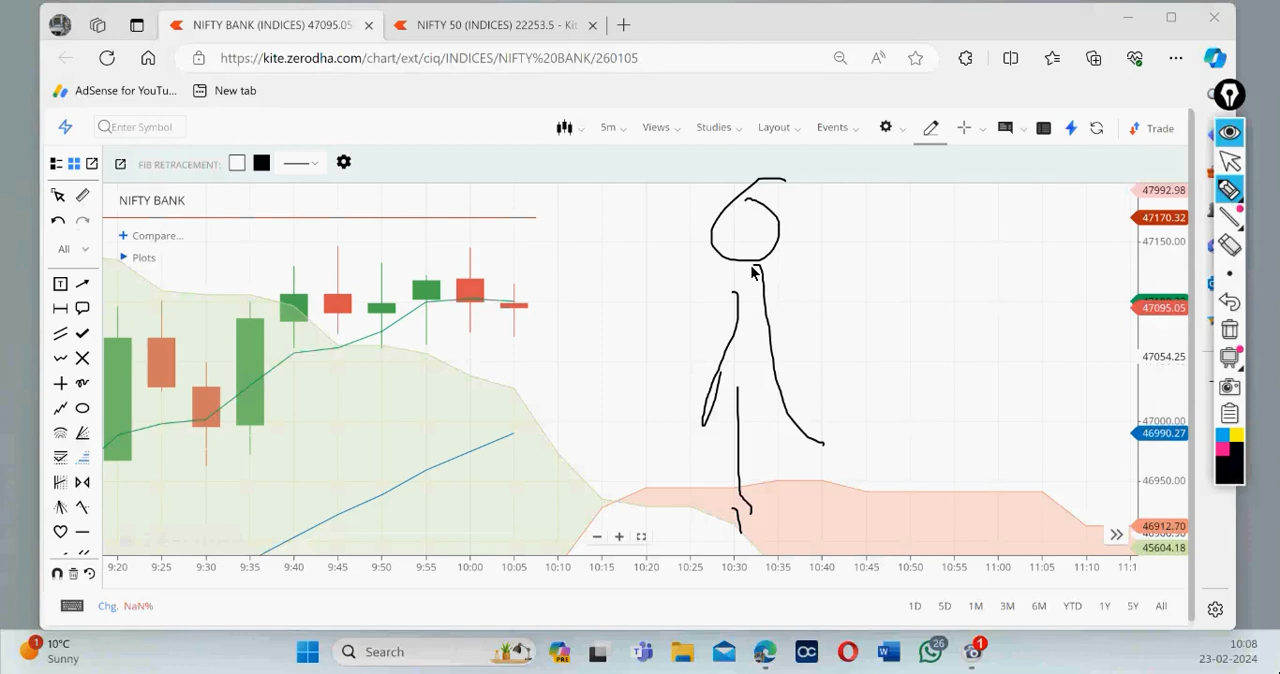 NIFTY BANK (INDICES) 47095.05
NIFTY 50 (INDICES) 22253.5 - Kit
https://kite.zerodha.com/chart/ext/ciq/INDICES/NIFTY%20BANK/260105
AdSense for YouTu...
New tab
Enter Symbol
5m
Views
Studies
Layout
Events
Trade
FIB RETRACEMENT:
NIFTY BANK
Compare...
Plots
All
47992.98
47170.32
47150.00
47095.05
47054.25
47000.00
46990.27
46950.00
46912.70
45604.18
9:20 9:25 9:30 9:35 9:40 9:45 9:50 9:55 10:00 10:05 10:15 10:20 10:25 10:30 10:35 10:40 10:45 10:50 10:55 11:00 11:05 11:10 11:1
Chg. NaN%
1D 5D 1M 3M 6M YTD 1Y 5Y All
1
10°C
Sunny
Search
PRE
OC
26
1
10:08
23-02-2024